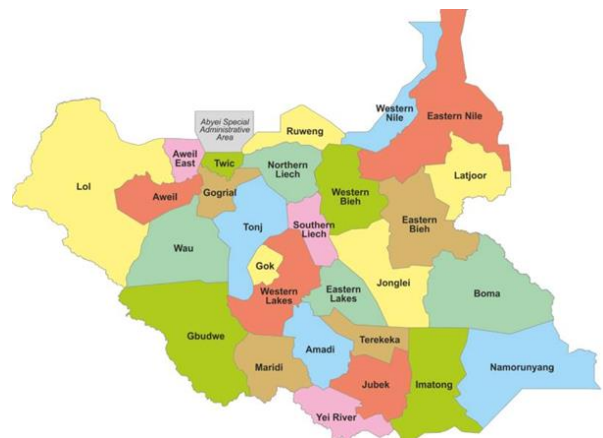 Western
Nile
Eastern Nile
Abyei Special
Administrative
Area
Ruweng
Aweil
East
Twic
Northern
Liech
Western
Bieh
Latjoor
Lol
Aweil
Gogrial
Tonj
Southern
Liech
Eastern
Bieh
Wau
Gok
Jonglei
Boma
Western
Lakes
Eastern
Lakes
Gbudwe
Amadi
Terekeka
Maridi
Jubek
Imatong
Namorunyang
Yei River